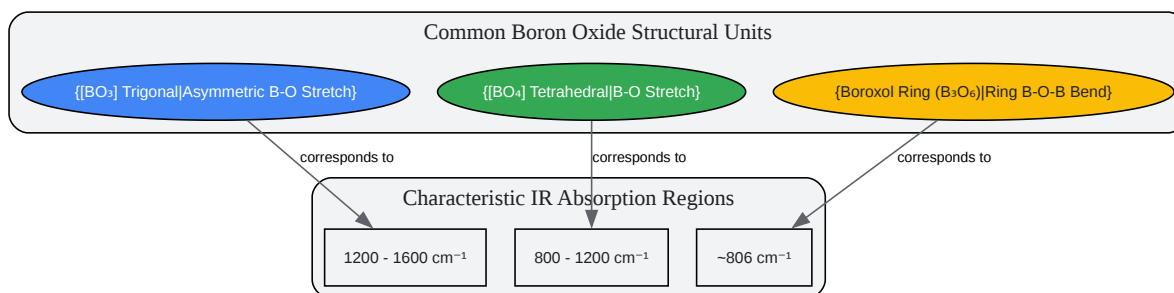 Common Boron Oxide Structural Units
{[BO₃] Trigonal|Asymmetric B-O Stretch}
{[BO₄] Tetrahedral|B-O Stretch}
{Boroxol Ring (B₃O₆)|Ring B-O-B Bend}
corresponds to
corresponds to
corresponds to
Characteristic IR Absorption Regions
1200 - 1600 cm⁻¹
800 - 1200 cm⁻¹
~806 cm⁻¹